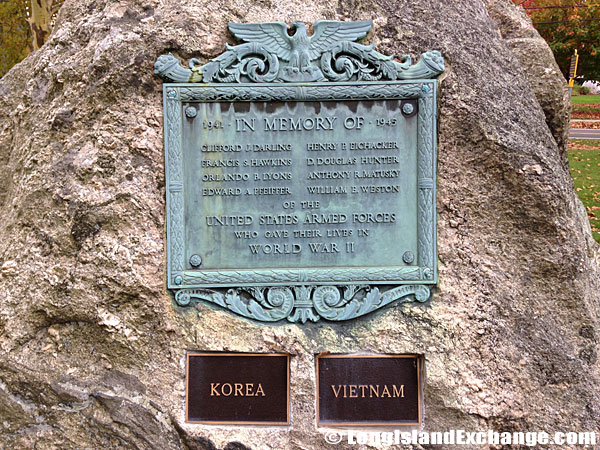 1941 - IN MEMORY OF - 1945
CLIFFORD J. DARLING HENRY P. EICHACKER
FRANCIS S. HAWKINS D. DOUGLAS HUNTER
ORLANDO P. LYONS ANTHONY R. MATUSKY
EDWARD A. PFEIFFER WILLIAM E. WESTON
OF THE
UNITED STATES ARMED FORCES
WHO GAVE THEIR LIVES IN
WORLD WAR II
KOREA VIETNAM
© LongIslandExchange.com